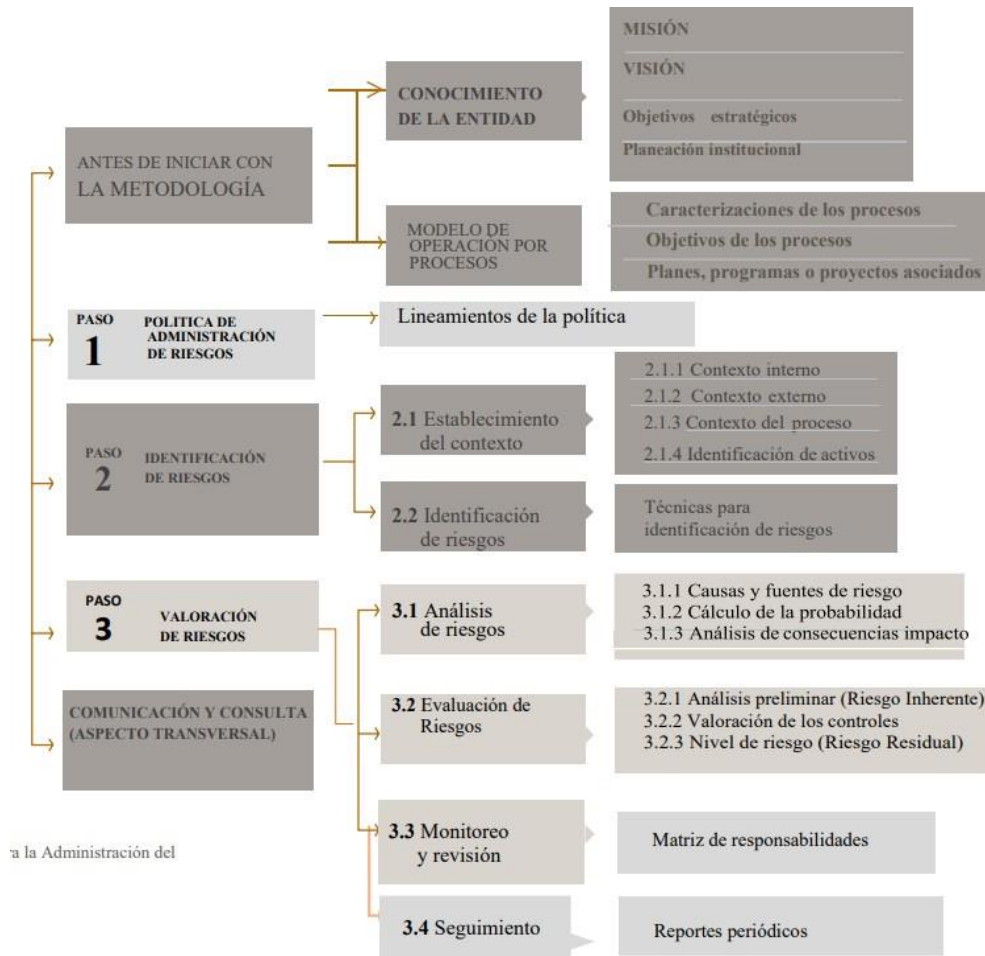 MISIÓN
VISIÓN
Objetivos estratégicos
Planeación institucional
CONOCIMIENTO
DE LA ENTIDAD
ANTES DE INICIAR CON
LA METODOLOGÍA
MODELO DE
OPERACIÓN POR
PROCESOS
Caracterizaciones de los procesos
Objetivos de los procesos
Planes, programas o proyectos asociados
PASO
1
POLITICA DE
ADMINISTRACIÓN
DE RIESGOS
Lineamientos de la política
PASO
2
IDENTIFICACIÓN
DE RIESGOS
2.1 Establecimiento
del contexto
2.1.1 Contexto interno
2.1.2 Contexto externo
2.1.3 Contexto del proceso
2.1.4 Identificación de activos
2.2 Identificación
de riesgos
Técnicas para
identificación de riesgos
PASO
3
VALORACIÓN
DE RIESGOS
3.1 Análisis
de riesgos
3.1.1 Causas y fuentes de riesgo
3.1.2 Cálculo de la probabilidad
3.1.3 Análisis de consecuencias impacto
3.2 Evaluación de
Riesgos
3.2.1 Análisis preliminar (Riesgo Inherente)
3.2.2 Valoración de los controles
3.2.3 Nivel de riesgo (Riesgo Residual)
COMUNICACIÓN Y CONSULTA
(ASPECTO TRANSVERSAL)
3.3 Monitoreo
y revisión
Matriz de responsabilidades
3.4 Seguimiento
Reportes periódicos
la Administración del